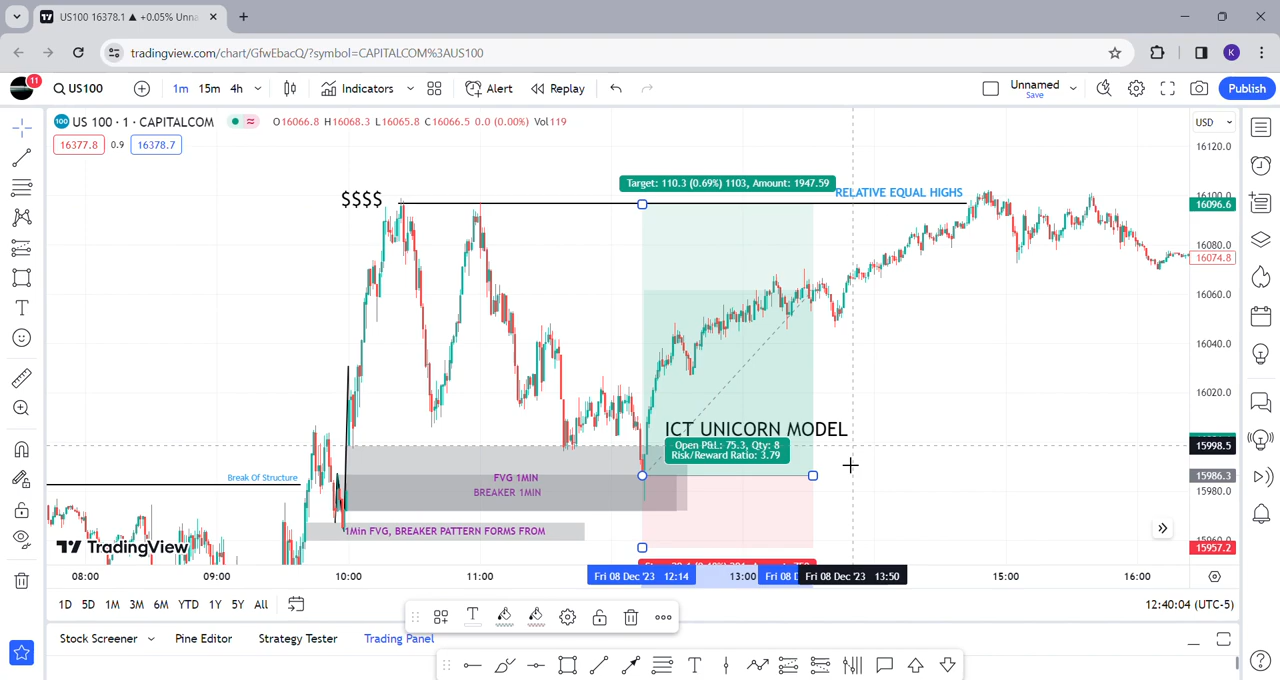 US100 16378.1 ▲ +0.05% Unna
tradingview.com/chart/GfwEbacQ/?symbol=CAPITALCOM%3AUS100
K
11
US100
1m 15m 4h
Indicators
Alert
Replay
Unnamed
Save
Publish
100 US 100 · 1 · CAPITALCOM
O16066.8 H16068.3 L16065.8 C16066.5 0.0 (0.00%) Vol119
USD
16377.8 0.9 16378.7
16120.0
Target: 110.3 (0.69%) 1103, Amount: 1947.59
$$$$
RELATIVE EQUAL HIGHS
16096.6
16080.0
16074.8
16060.0
16040.0
16020.0
ICT UNICORN MODEL
Open P&L: 75.3, Qty: 8
Risk/Reward Ratio: 3.79
15998.5
FVG 1MIN
Break Of Structure
15986.3
BREAKER 1MIN
15980.0
1Min FVG, BREAKER PATTERN FORMS FROM
TradingView
15957.2
08:00 09:00 10:00 11:00 Fri 08 Dec '23 12:14 13:00 Fri 08 D Fri 08 Dec '23 13:50 15:00 16:00
1D 5D 1M 3M 6M YTD 1Y 5Y All
12:40:04 (UTC-5)
Stock Screener Pine Editor Strategy Tester Trading Panel